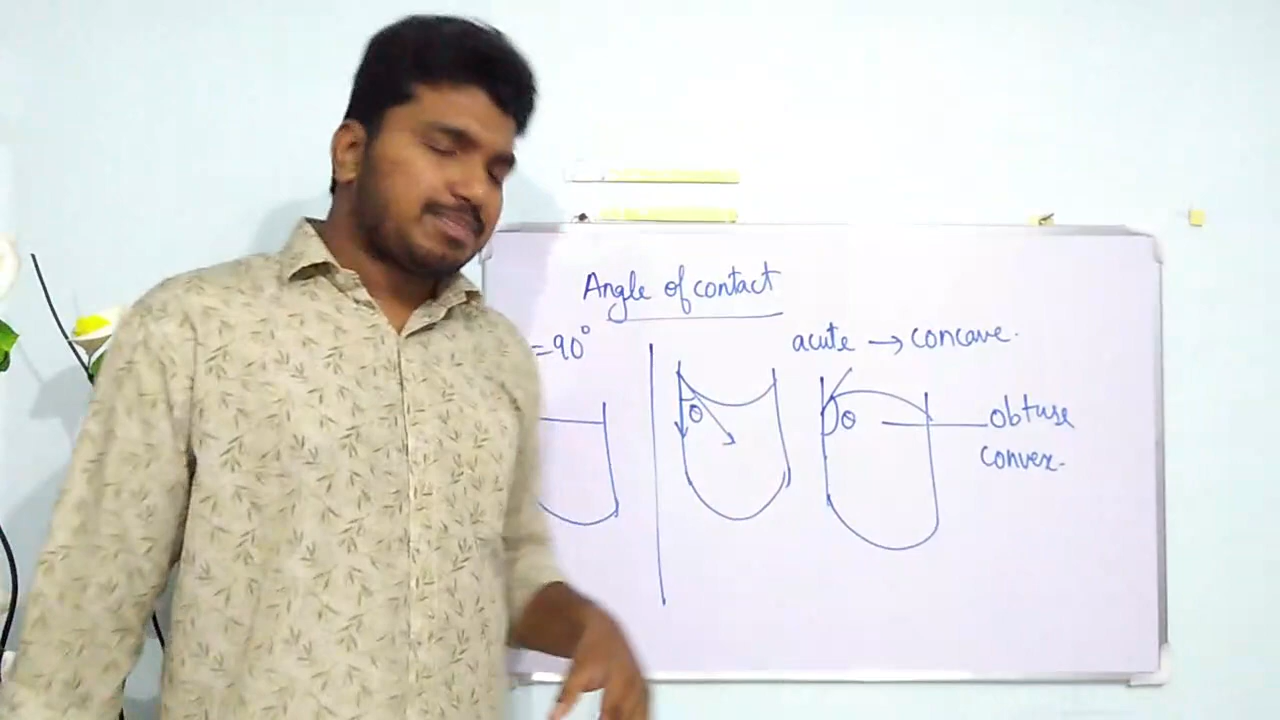 Angle of contact
=90°
acute → concave.
θ
θ
obtuse
convex.